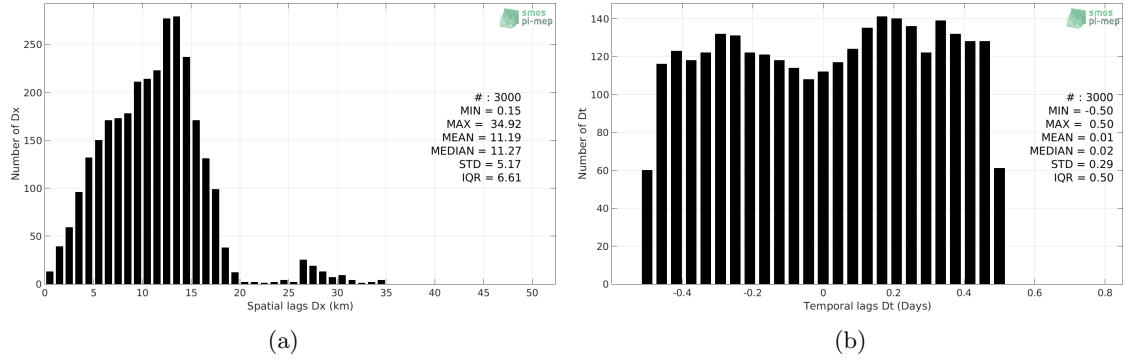 smos
pi-mep
250
200
150
100
50
0
Number of Dx
# : 3000
MIN = 0.15
MAX = 34.92
MEAN = 11.19
MEDIAN = 11.27
STD = 5.17
IQR = 6.61
0 5 10 15 20 25 30 35 40 45 50
Spatial lags Dx (km)
(a)
smos
pi-mep
140
120
100
80
60
40
20
0
Number of Dt
# : 3000
MIN = -0.50
MAX = 0.50
MEAN = 0.01
MEDIAN = 0.02
STD = 0.29
IQR = 0.50
-0.4 -0.2 0 0.2 0.4 0.6 0.8
Temporal lags Dt (Days)
(b)